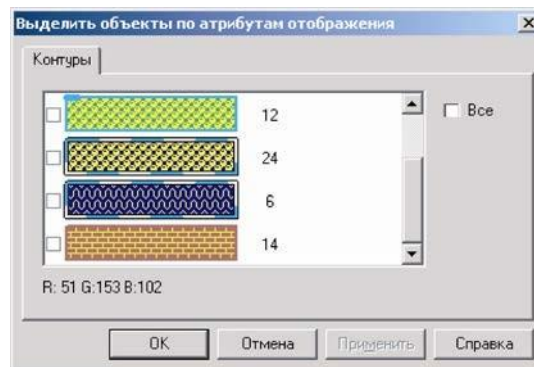 Выделить объекты по атрибутам отображения
Контуры
12
Все
24
6
14
R: 51 G:153 B:102
OK
Отмена
Применить
Справка